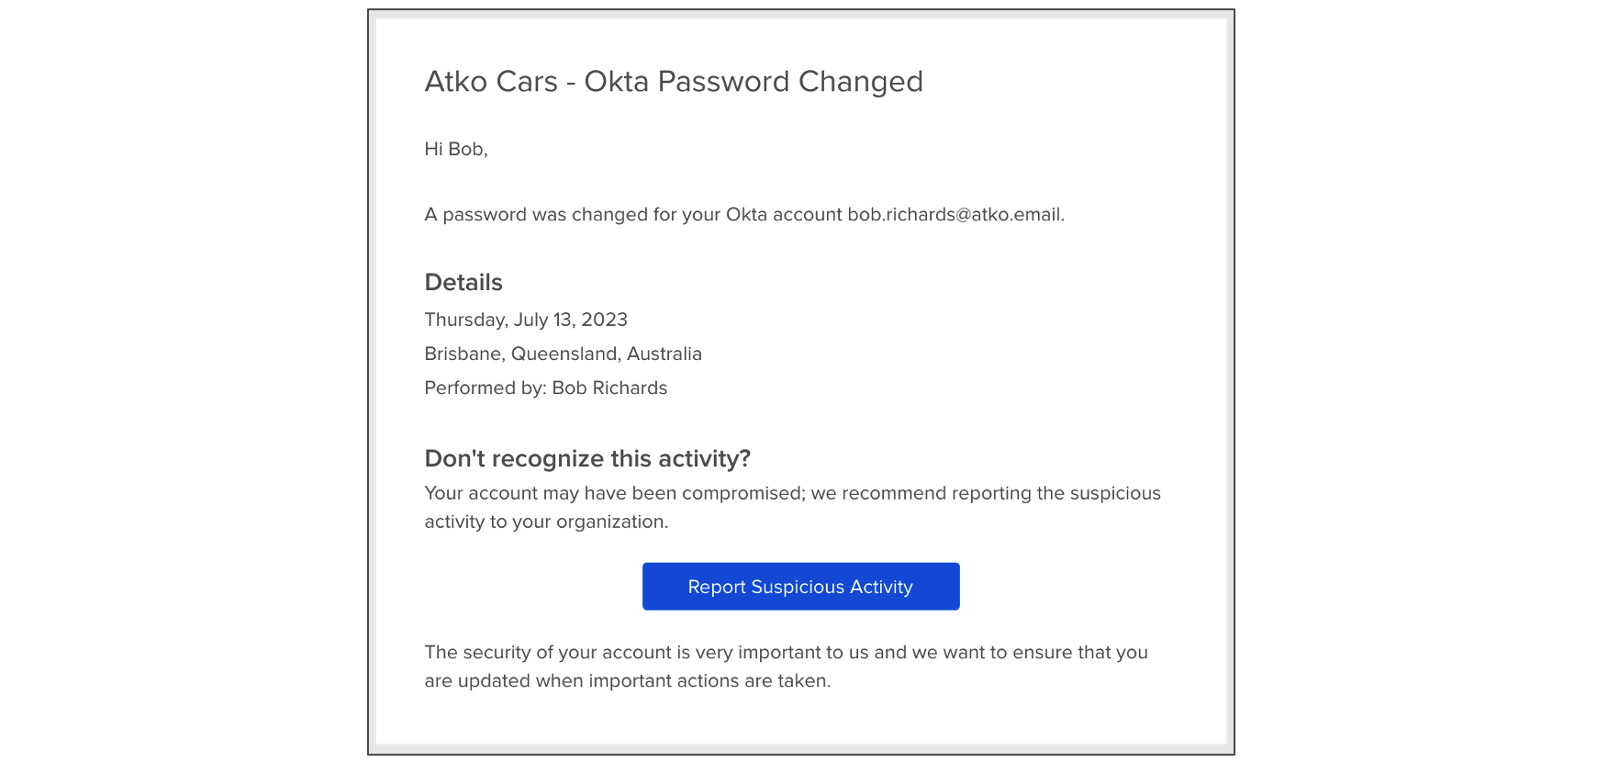 Atko Cars - Okta Password Changed
Hi Bob,
A password was changed for your Okta account bob.richards@atko.email.
Details
Thursday, July 13, 2023
Brisbane, Queensland, Australia
Performed by: Bob Richards
Don't recognize this activity?
Your account may have been compromised; we recommend reporting the suspicious
activity to your organization.
Report Suspicious Activity
The security of your account is very important to us and we want to ensure that you
are updated when important actions are taken.